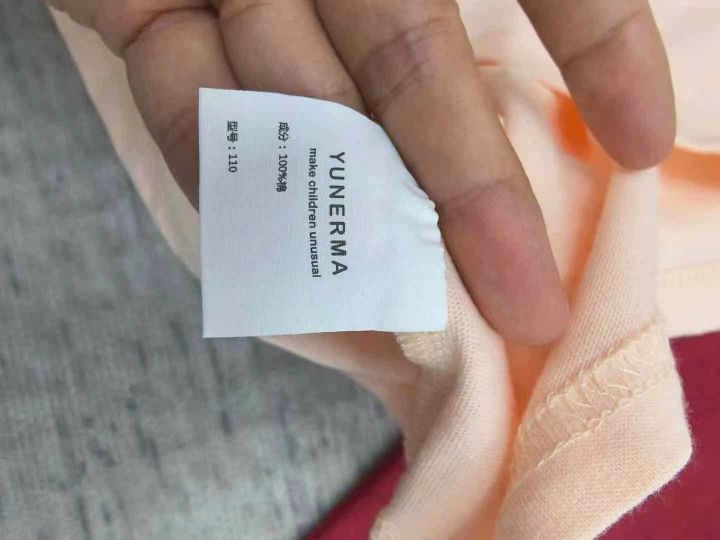 YUNERMA
make children unusual
成分：100%棉
型号：110